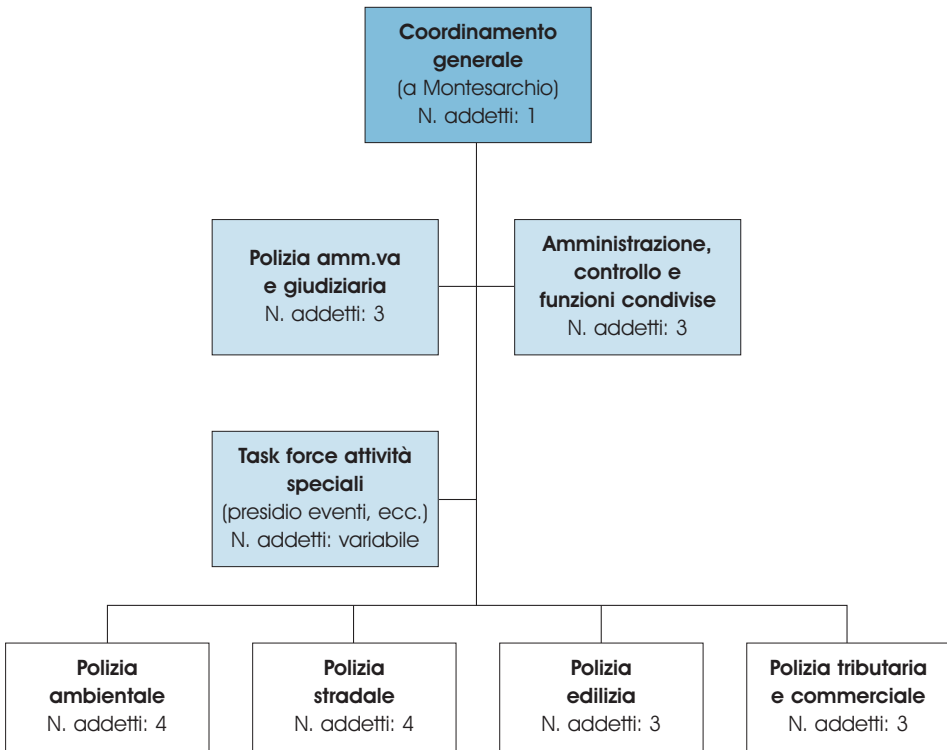 Coordinamento
generale
(a Montesarchio)
N. addetti: 1
Polizia amm.va
e giudiziaria
N. addetti: 3
Amministrazione,
controllo e
funzioni condivise
N. addetti: 3
Task force attività
speciali
(presidio eventi, ecc.)
N. addetti: variabile
Polizia
ambientale
N. addetti: 4
Polizia
stradale
N. addetti: 4
Polizia
edilizia
N. addetti: 3
Polizia tributaria
e commerciale
N. addetti: 3